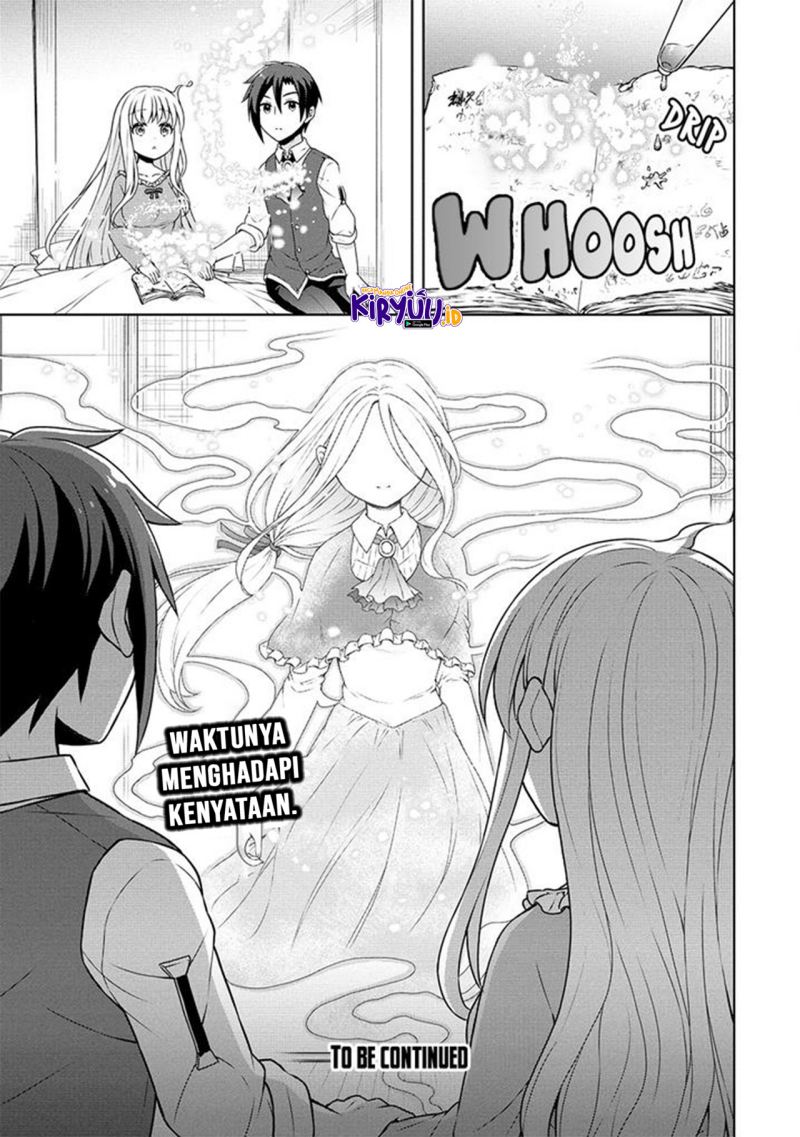 DRIP
WHOOSH
KIRYUU.ID
WAKTUNYA
MENGHADAPI
KENYATAAN.
TO BE CONTINUED